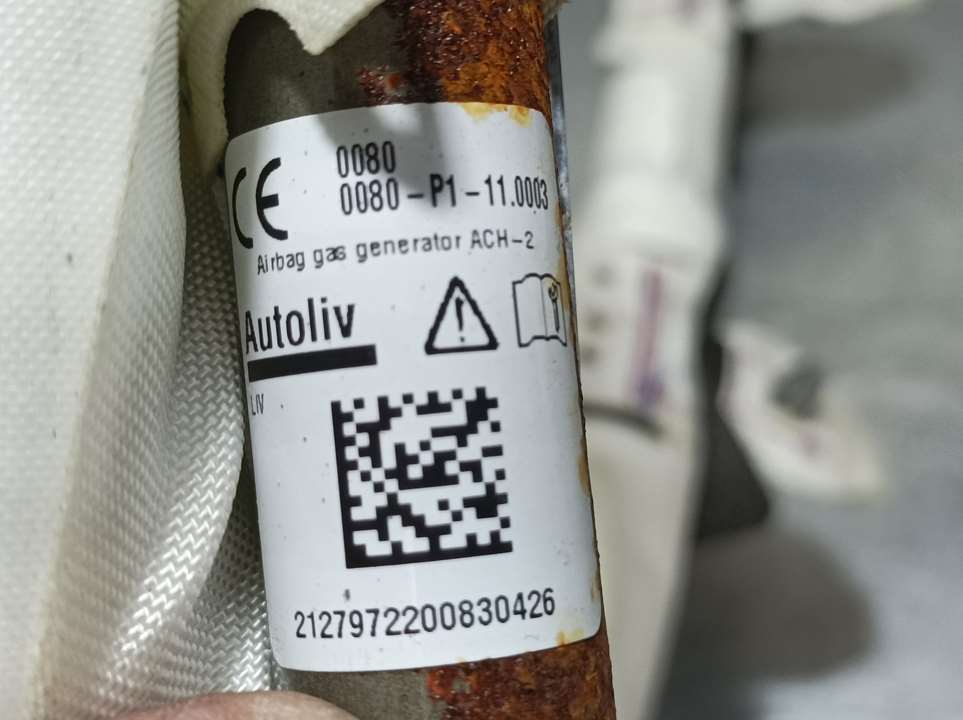 CE
0080
0080-P1-11.0003
Airbag gas generator ACH-2
Autoliv
LIV
2127972200830426